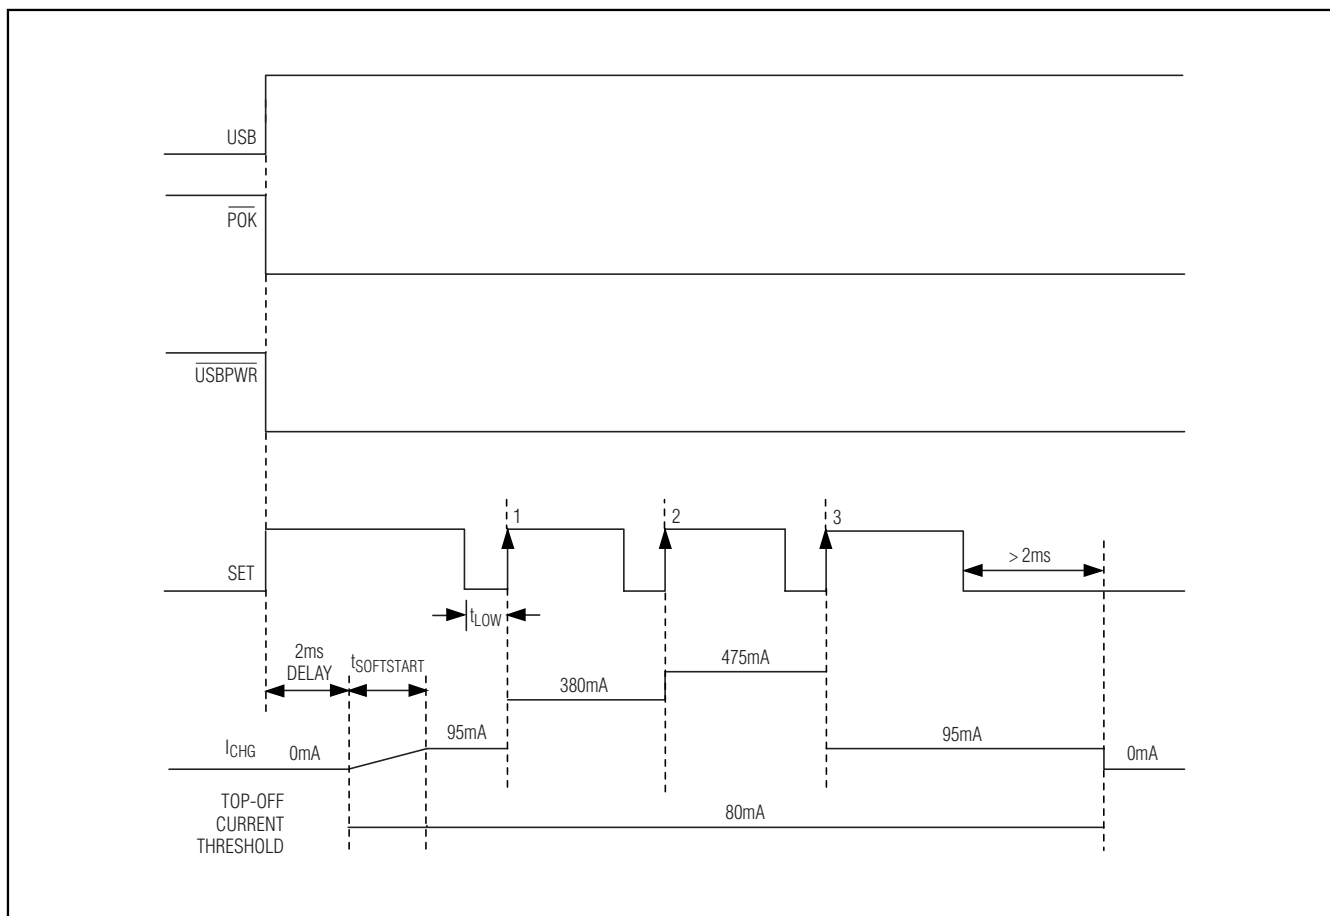 USB
POK
USBPWR
1
2
3
SET
> 2ms
tLOW
2ms
DELAY
tSOFTSTART
475mA
380mA
ICHG
0mA
95mA
95mA
0mA
TOP-OFF
CURRENT
THRESHOLD
80mA